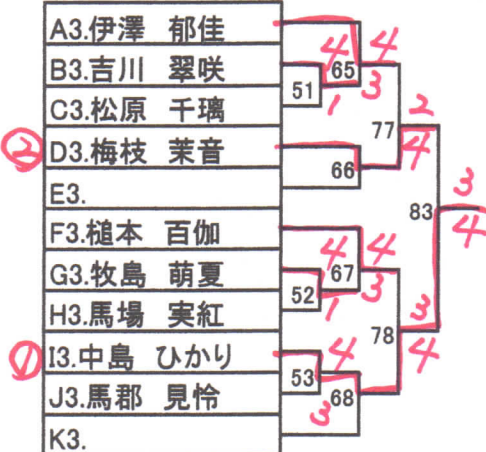 A3.伊澤 郁佳
B3.吉川 翠咲
C3.松原 千璃
② D3.梅枝 茉音
E3.
F3.槌本 百伽
G3.牧島 萌夏
H3.馬場 実紅
① I3.中島 ひかり
J3.馬郡 見怜
K3.
4 65 4
51 1 3
77 2
66 4
83 3
4
4 67 4
52 1 3
78 3
4
53 4
3 68